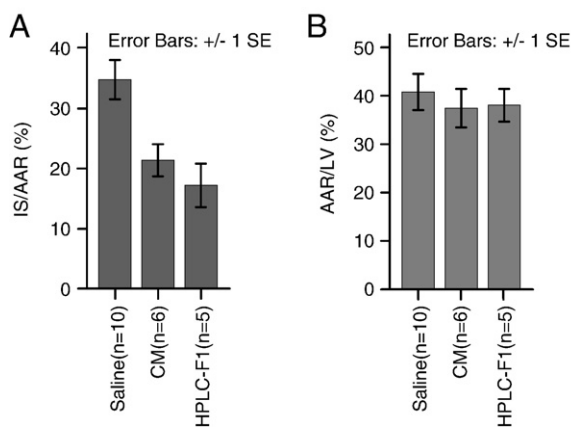 A
Error Bars: +/- 1 SE
IS/AAR (%)
40
30
20
10
0
Saline(n=10)
CM(n=6)
HPLC-F1(n=5)
B
Error Bars: +/- 1 SE
AAR/LV (%)
50
40
30
20
10
0
Saline(n=10)
CM(n=6)
HPLC-F1(n=5)